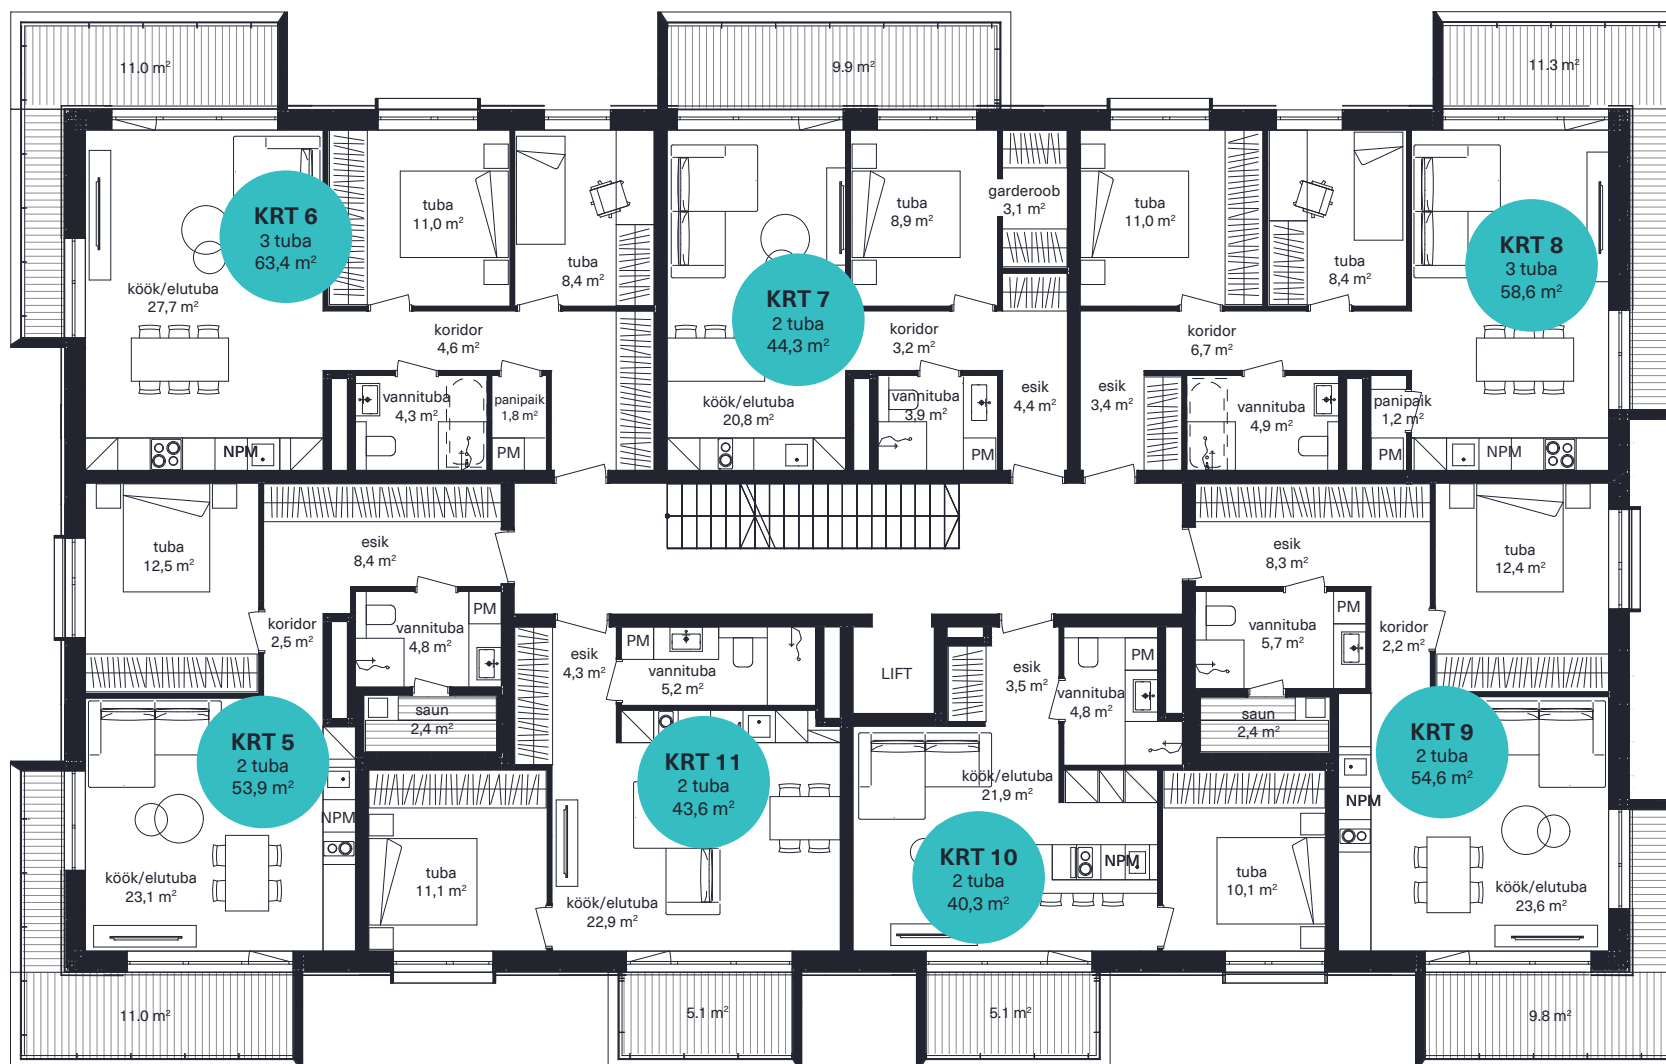 11.0 m²
9.9 m²
11.3 m²
KRT 6
3 tuba
63,4 m²
köök/elutuba
27,7 m²
tuba
11,0 m²
tuba
8,4 m²
koridor
4,6 m²
vannituba
4,3 m²
panipaik
1,8 m²
PM
NPM
KRT 7
2 tuba
44,3 m²
tuba
8,9 m²
garderoob
3,1 m²
koridor
3,2 m²
köök/elutuba
20,8 m²
vannituba
3,9 m²
esik
4,4 m²
PM
KRT 8
3 tuba
58,6 m²
tuba
11,0 m²
tuba
8,4 m²
koridor
6,7 m²
esik
3,4 m²
vannituba
4,9 m²
panipaik
1,2 m²
PM
NPM
tuba
12,5 m²
esik
8,4 m²
koridor
2,5 m²
vannituba
4,8 m²
PM
saun
2,4 m²
KRT 5
2 tuba
53,9 m²
NPM
köök/elutuba
23,1 m²
esik
4,3 m²
PM
vannituba
5,2 m²
KRT 11
2 tuba
43,6 m²
tuba
11,1 m²
köök/elutuba
22,9 m²
LIFT
esik
3,5 m²
PM
vannituba
4,8 m²
köök/elutuba
21,9 m²
KRT 10
2 tuba
40,3 m²
NPM
tuba
10,1 m²
esik
8,3 m²
tuba
12,4 m²
PM
vannituba
5,7 m²
koridor
2,2 m²
saun
2,4 m²
KRT 9
2 tuba
54,6 m²
NPM
köök/elutuba
23,6 m²
11.0 m²
5.1 m²
5.1 m²
9.8 m²